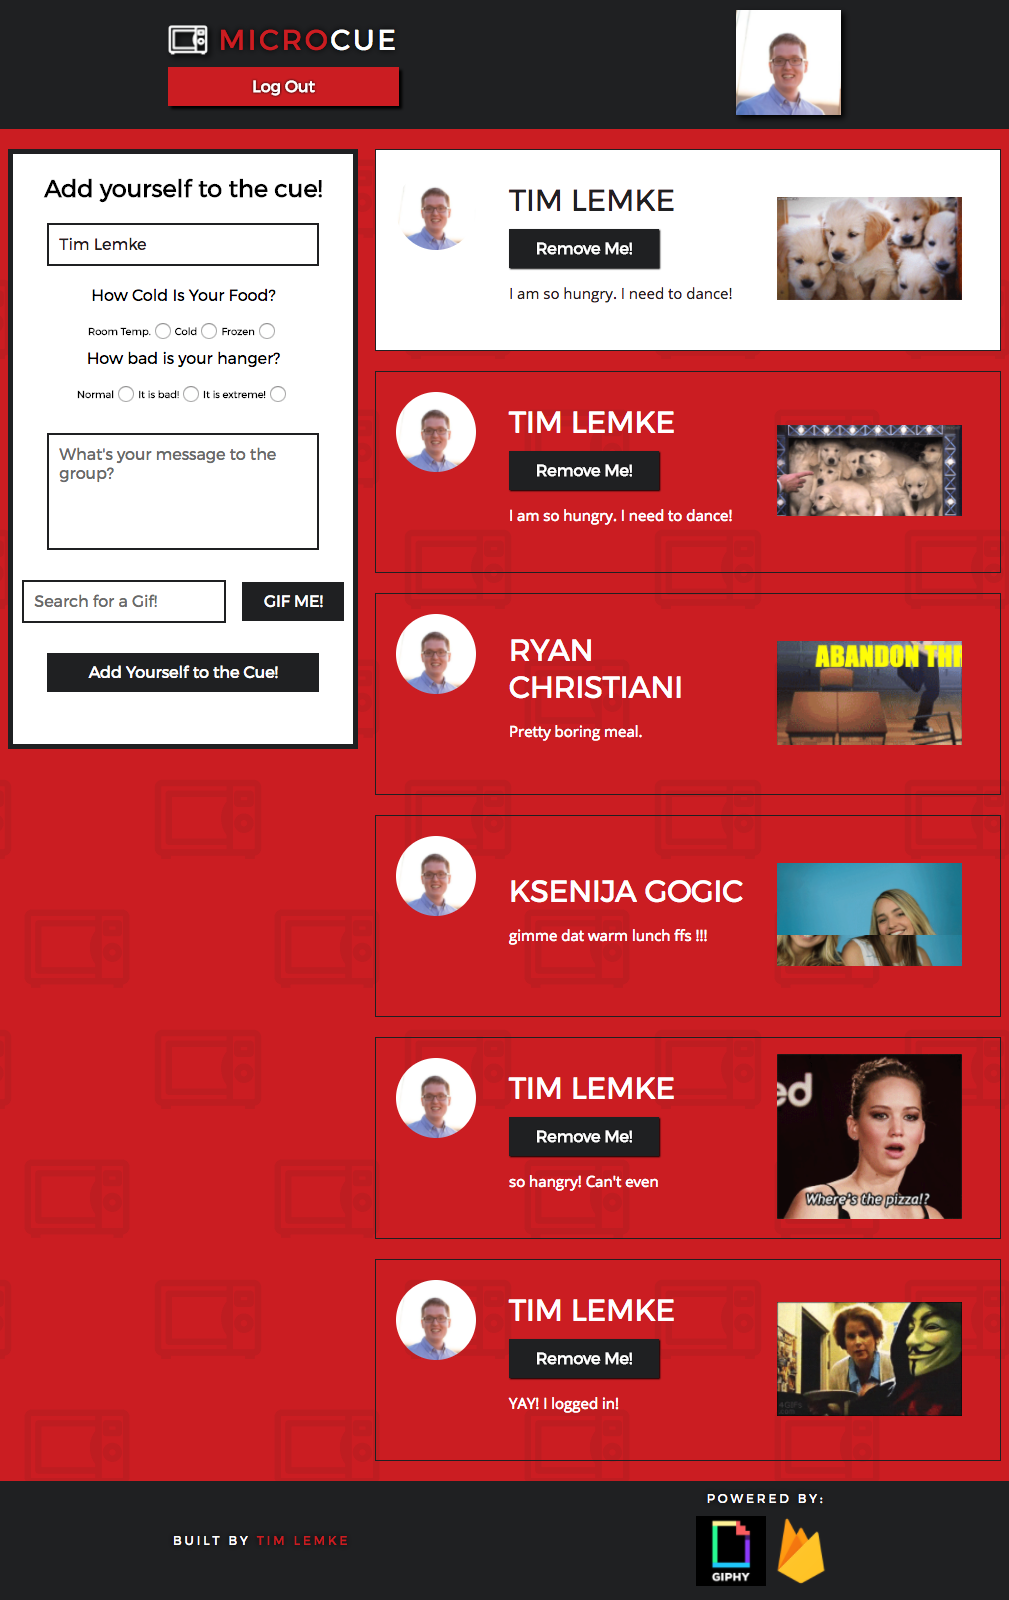 MICROCUE
Log Out
Add yourself to the cue!
Tim Lemke
How Cold Is Your Food?
Room Temp. Cold Frozen
How bad is your hanger?
Normal It is bad! It is extreme!
What's your message to the
group?
Search for a Gif! GIF ME!
Add Yourself to the Cue!
TIM LEMKE
Remove Me!
I am so hungry. I need to dance!
TIM LEMKE
Remove Me!
I am so hungry. I need to dance!
RYAN
CHRISTIANI
Pretty boring meal.
ABANDON THE
KSENIJA GOGIC
gimme dat warm lunch ffs !!!
TIM LEMKE
Remove Me!
so hangry! Can't even
ed
Where's the pizza!?
TIM LEMKE
Remove Me!
YAY! I logged in!
BUILT BY TIM LEMKE
POWERED BY:
GIPHY